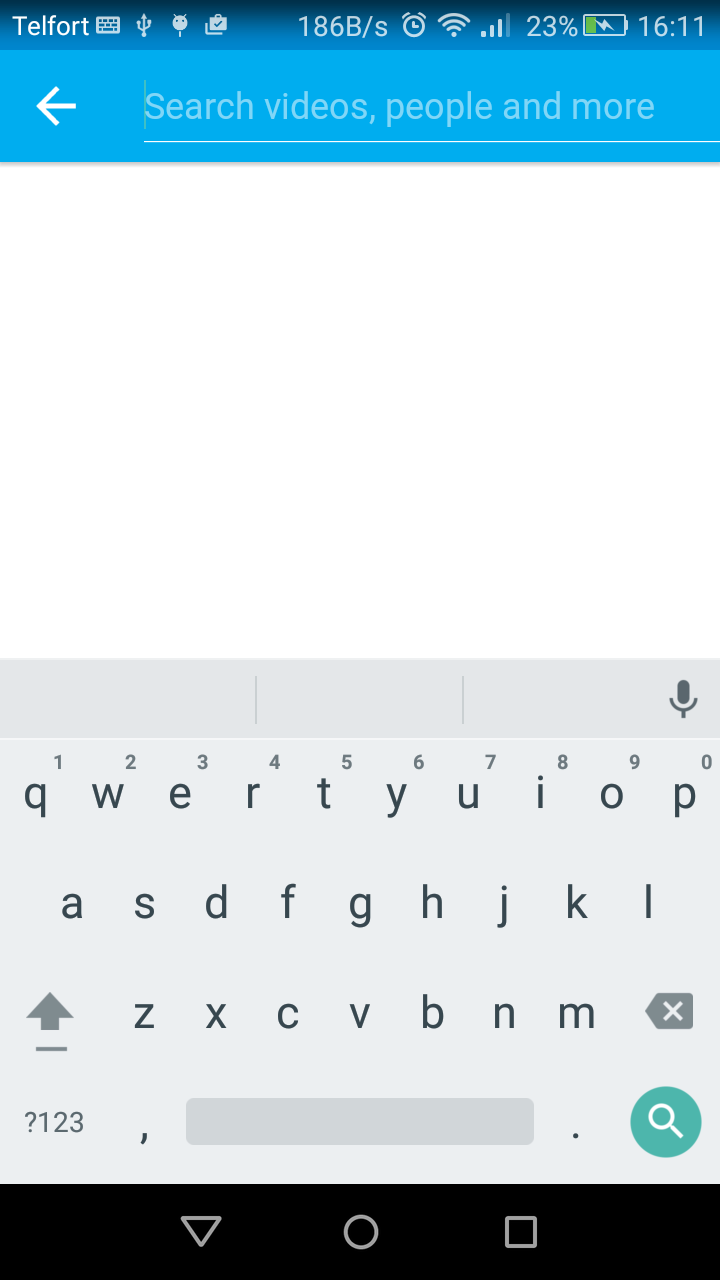 Telfort 186B/s 23% 16:11
Search videos, people and more
1 2 3 4 5 6 7 8 9 0
q w e r t y u i o p
a s d f g h j k l
z x c v b n m
?123 , .